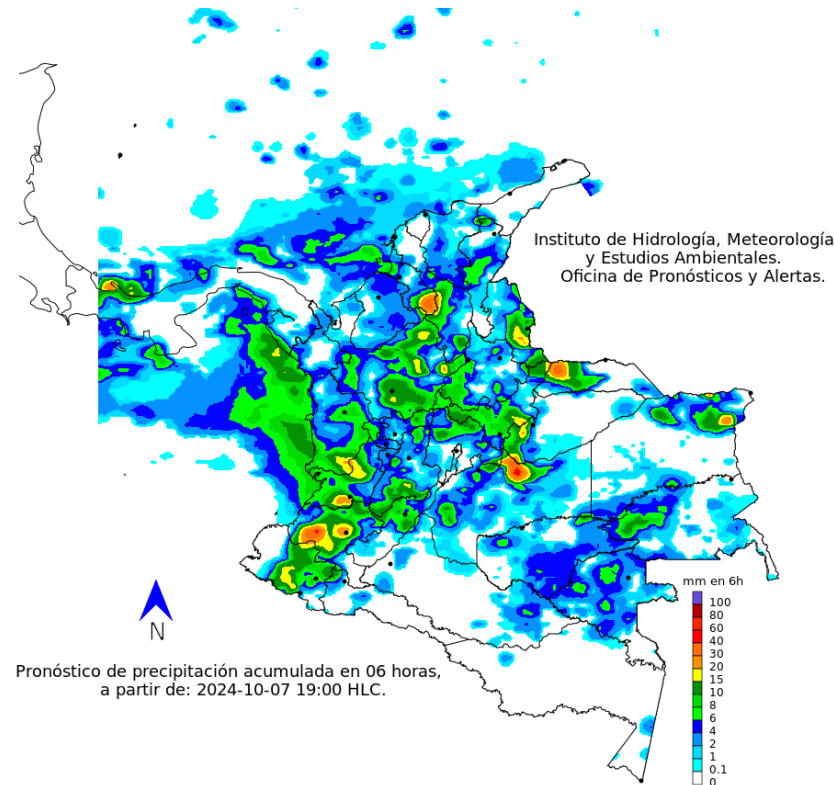 Instituto de Hidrología, Meteorología
y Estudios Ambientales.
Oficina de Pronósticos y Alertas.
mm en 6h
100
80
60
40
30
20
15
10
8
6
4
2
1
0.1
0
N
Pronóstico de precipitación acumulada en 06 horas,
a partir de: 2024-10-07 19:00 HLC.